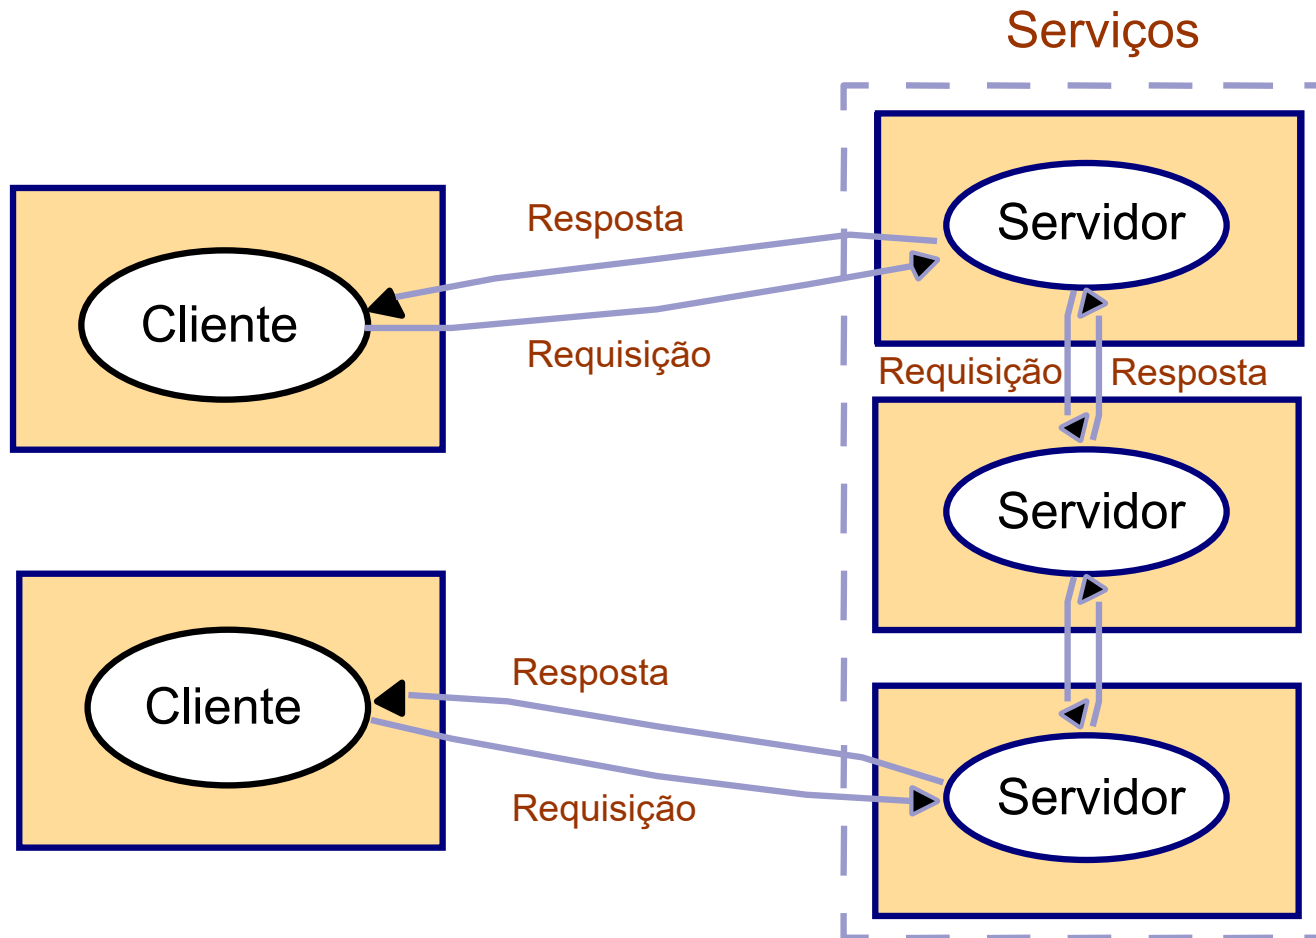 Serviços
Servidor
Resposta
Cliente
Requisição
Requisição
Resposta
Servidor
Resposta
Cliente
Requisição
Servidor